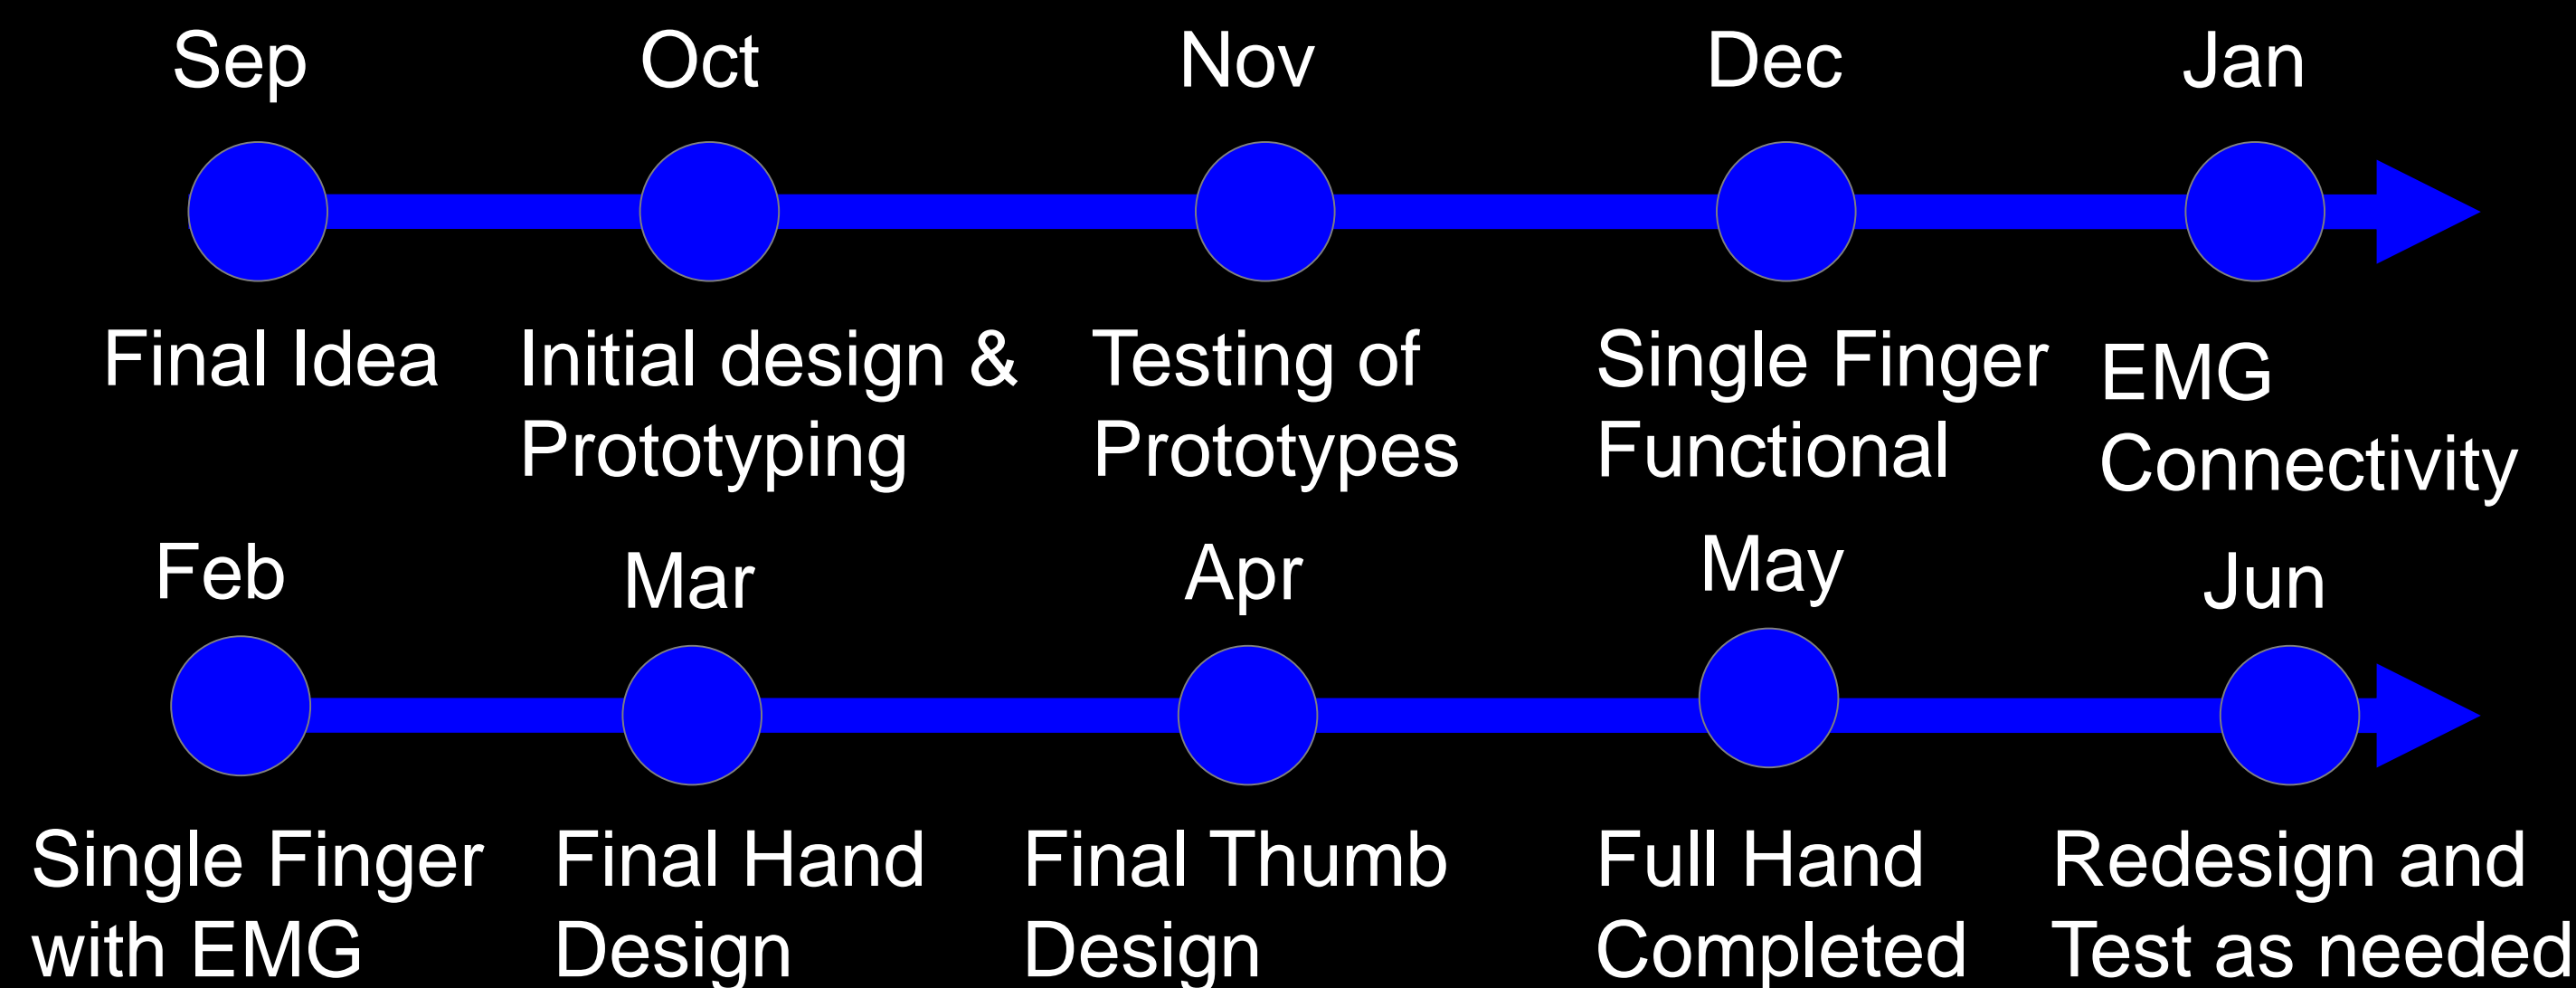 Sep Oct Nov Dec Jan
Final Idea Initial design & Testing of Single Finger EMG
Prototyping Prototypes Functional Connectivity
Feb Mar Apr May Jun
Single Finger Final Hand Final Thumb Full Hand Redesign and
with EMG Design Design Completed Test as needed